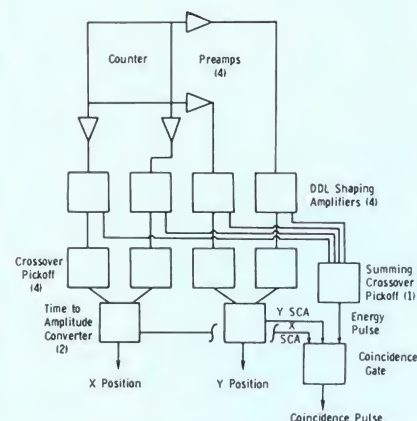 Counter
Preamps
(4)
DDL Shaping
Amplifiers (4)
Crossover
Pickoff
(4)
Summing
Crossover
Pickoff (1)
Time to
Amplitude
Converter
(2)
Y SCA
X
SCA
Energy
Pulse
Coincidence
Gate
X Position
Y Position
Coincidence Pulse